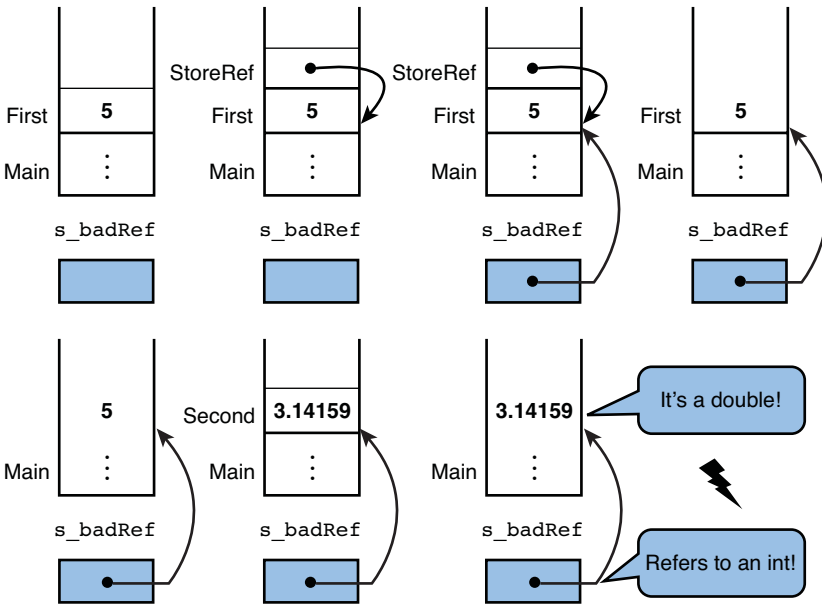 StoreRef
First 5
Main
s_badRef
StoreRef
First 5
Main
s_badRef
First 5
Main
s_badRef
First 5
Main
s_badRef
5
Main
s_badRef
Second 3.14159
Main
s_badRef
3.14159
Main
s_badRef
It's a double!
Refers to an int!